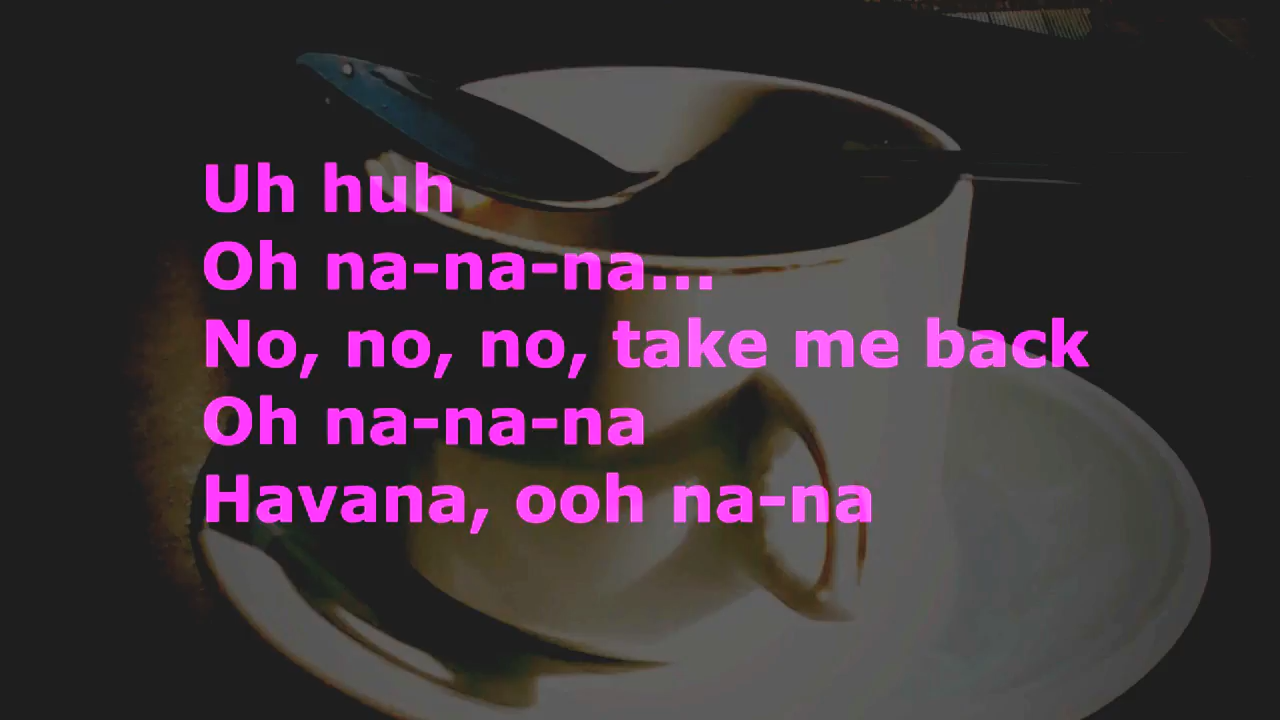 Uh huh
Oh na-na-na...
No, no, no, take me back
Oh na-na-na
Havana, ooh na-na